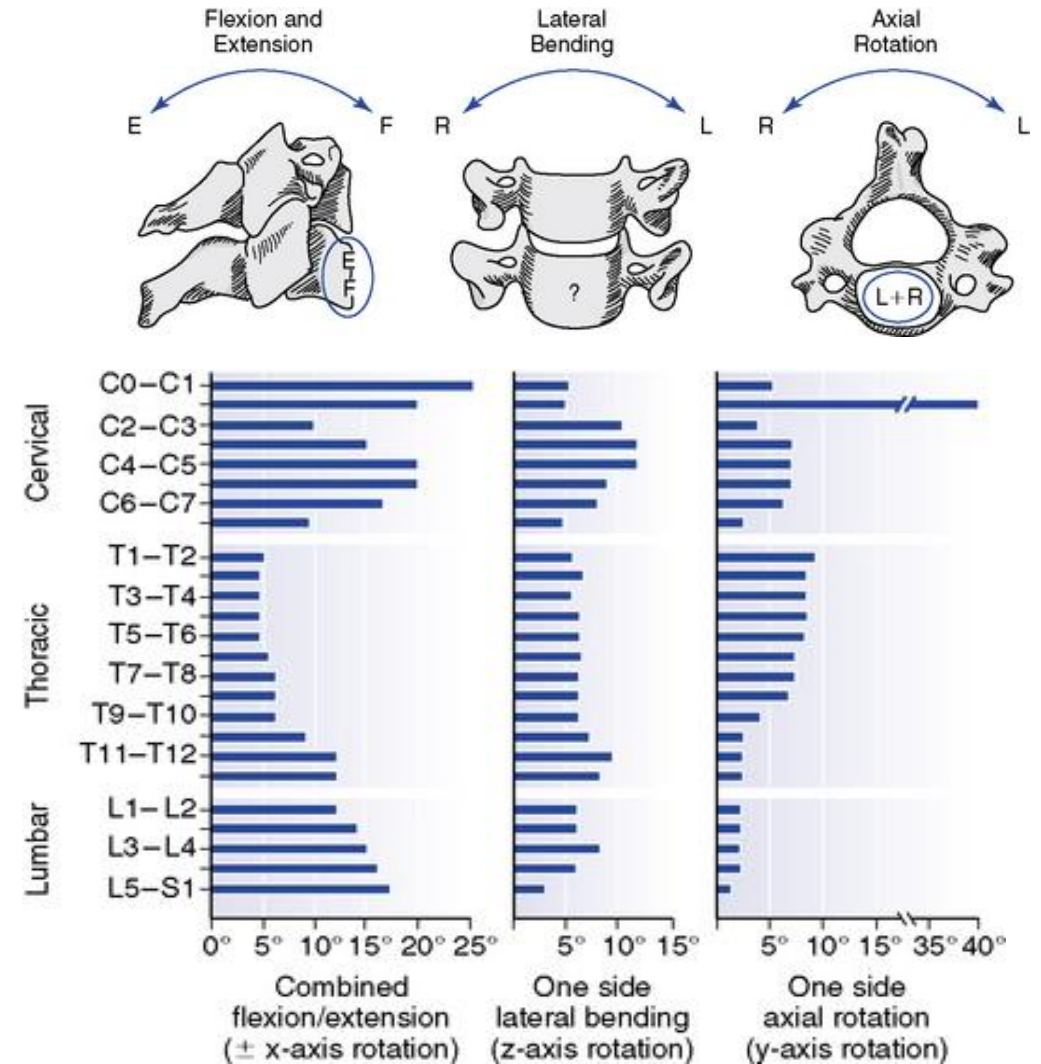 Flexion and
Extension
Lateral
Bending
Axial
Rotation
E
F
R
L
R
L
E
F
?
L+R
Cervical
C0–C1
C2–C3
C4–C5
C6–C7
Thoracic
T1–T2
T3–T4
T5–T6
T7–T8
T9–T10
T11–T12
Lumbar
L1–L2
L3–L4
L5–S1
0° 5° 10° 15° 20° 25°
5° 10° 15°
5° 10° 15° 35° 40°
Combined
flexion/extension
(± x-axis rotation)
One side
lateral bending
(z-axis rotation)
One side
axial rotation
(y-axis rotation)